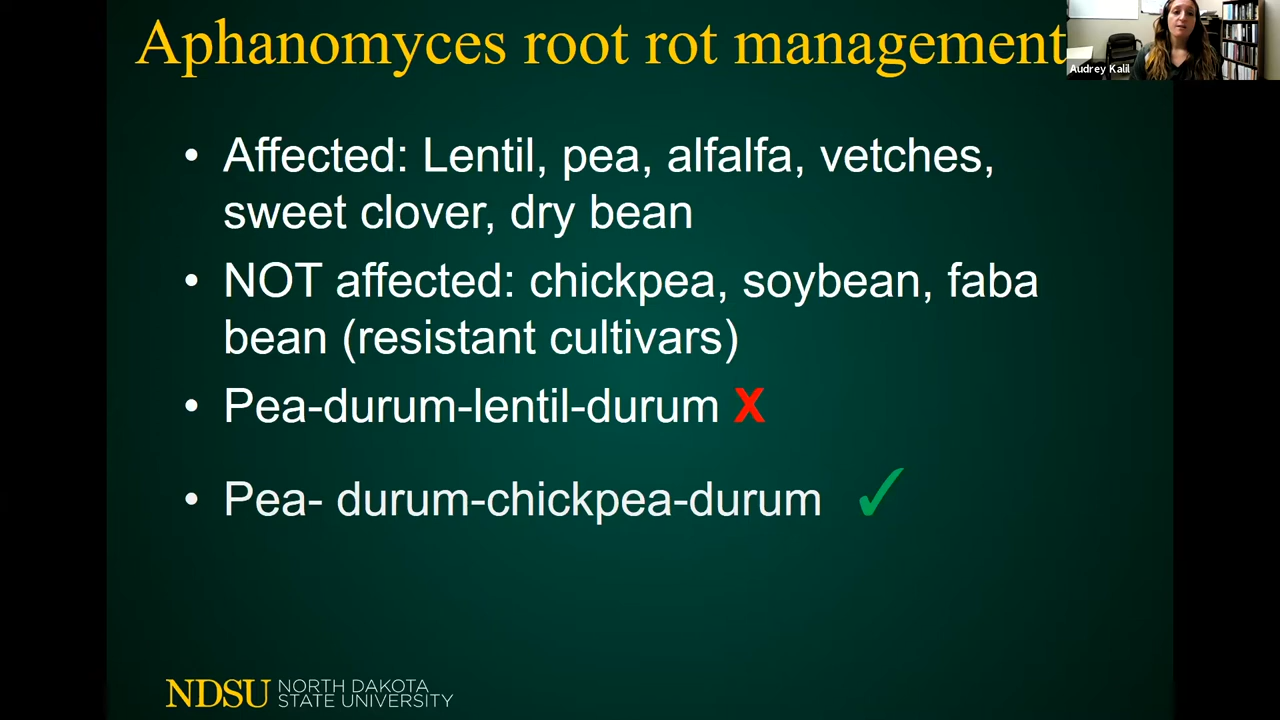 Aphanomyces root rot management
Audrey Kalil
• Affected: Lentil, pea, alfalfa, vetches,
sweet clover, dry bean
• NOT affected: chickpea, soybean, faba
bean (resistant cultivars)
• Pea-durum-lentil-durum X
• Pea- durum-chickpea-durum ✓
NDSU NORTH DAKOTA
STATE UNIVERSITY